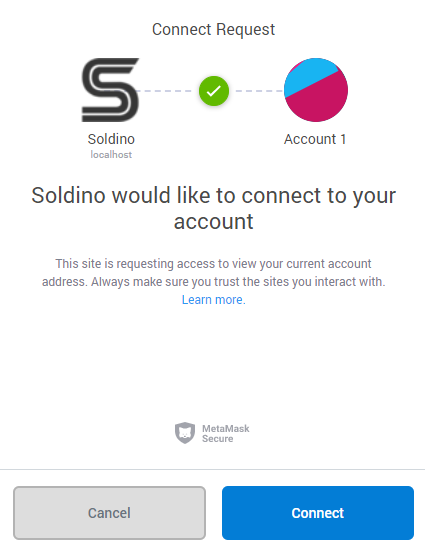 Connect Request
Soldino
localhost
Account 1
Soldino would like to connect to your
account
This site is requesting access to view your current account
address. Always make sure you trust the sites you interact with.
Learn more.
MetaMask
Secure
Cancel
Connect